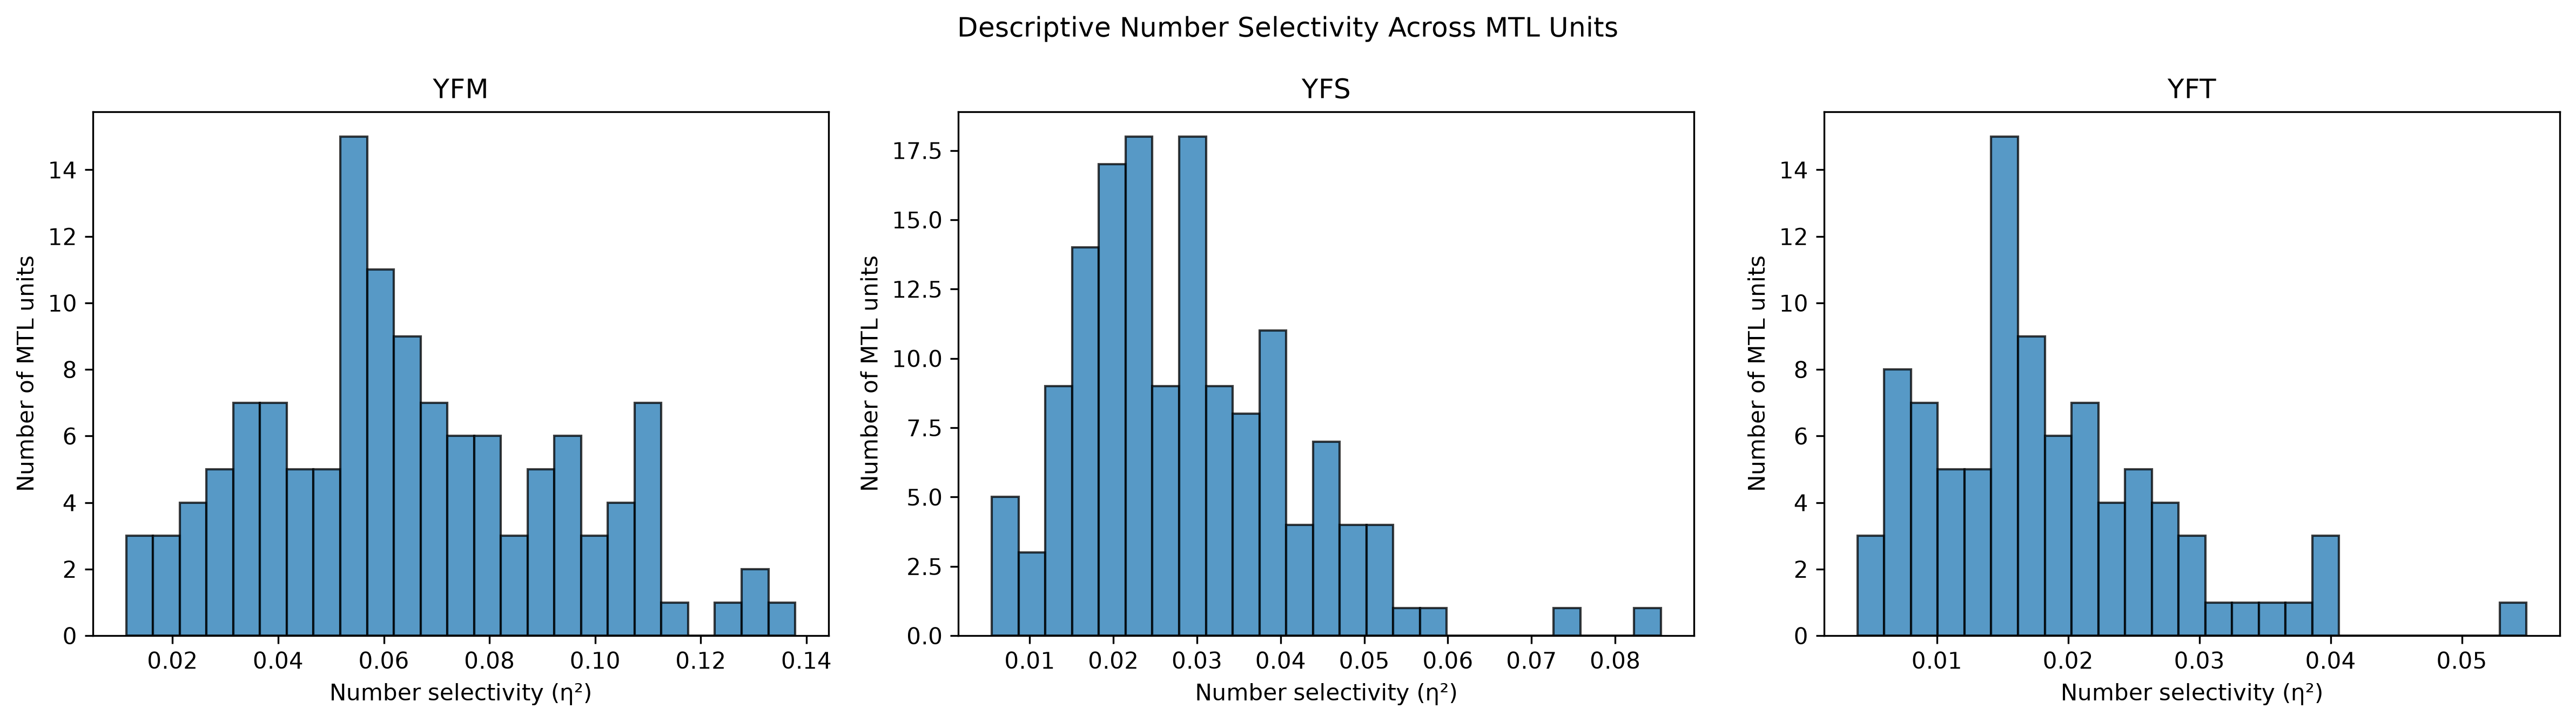 Descriptive Number Selectivity Across MTL Units
YFM
Number of MTL units
14
12
10
8
6
4
2
0
0.02 0.04 0.06 0.08 0.10 0.12 0.14
Number selectivity (η²)
YFS
Number of MTL units
17.5
15.0
12.5
10.0
7.5
5.0
2.5
0.0
0.01 0.02 0.03 0.04 0.05 0.06 0.07 0.08
Number selectivity (η²)
YFT
Number of MTL units
14
12
10
8
6
4
2
0
0.01 0.02 0.03 0.04 0.05
Number selectivity (η²)